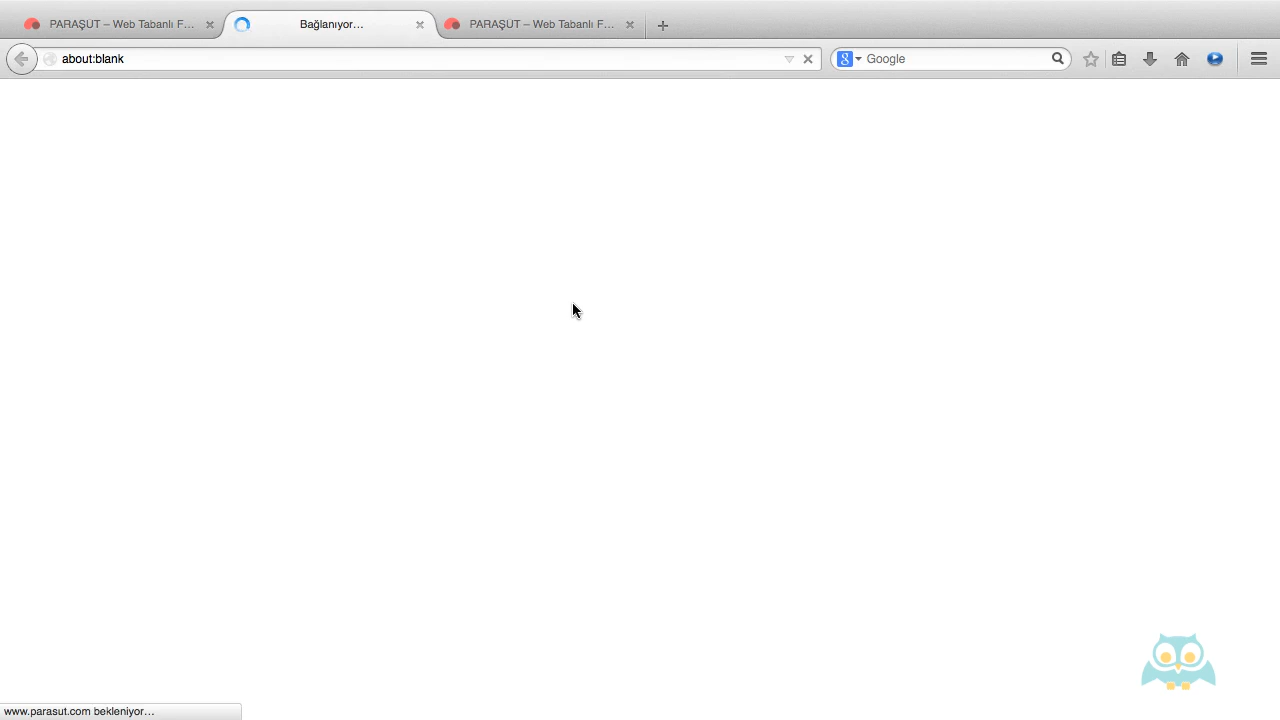 PARAŞUT – Web Tabanlı F...
Bağlanıyor...
PARAŞUT – Web Tabanlı F...
about:blank
Google
www.parasut.com bekleniyor...